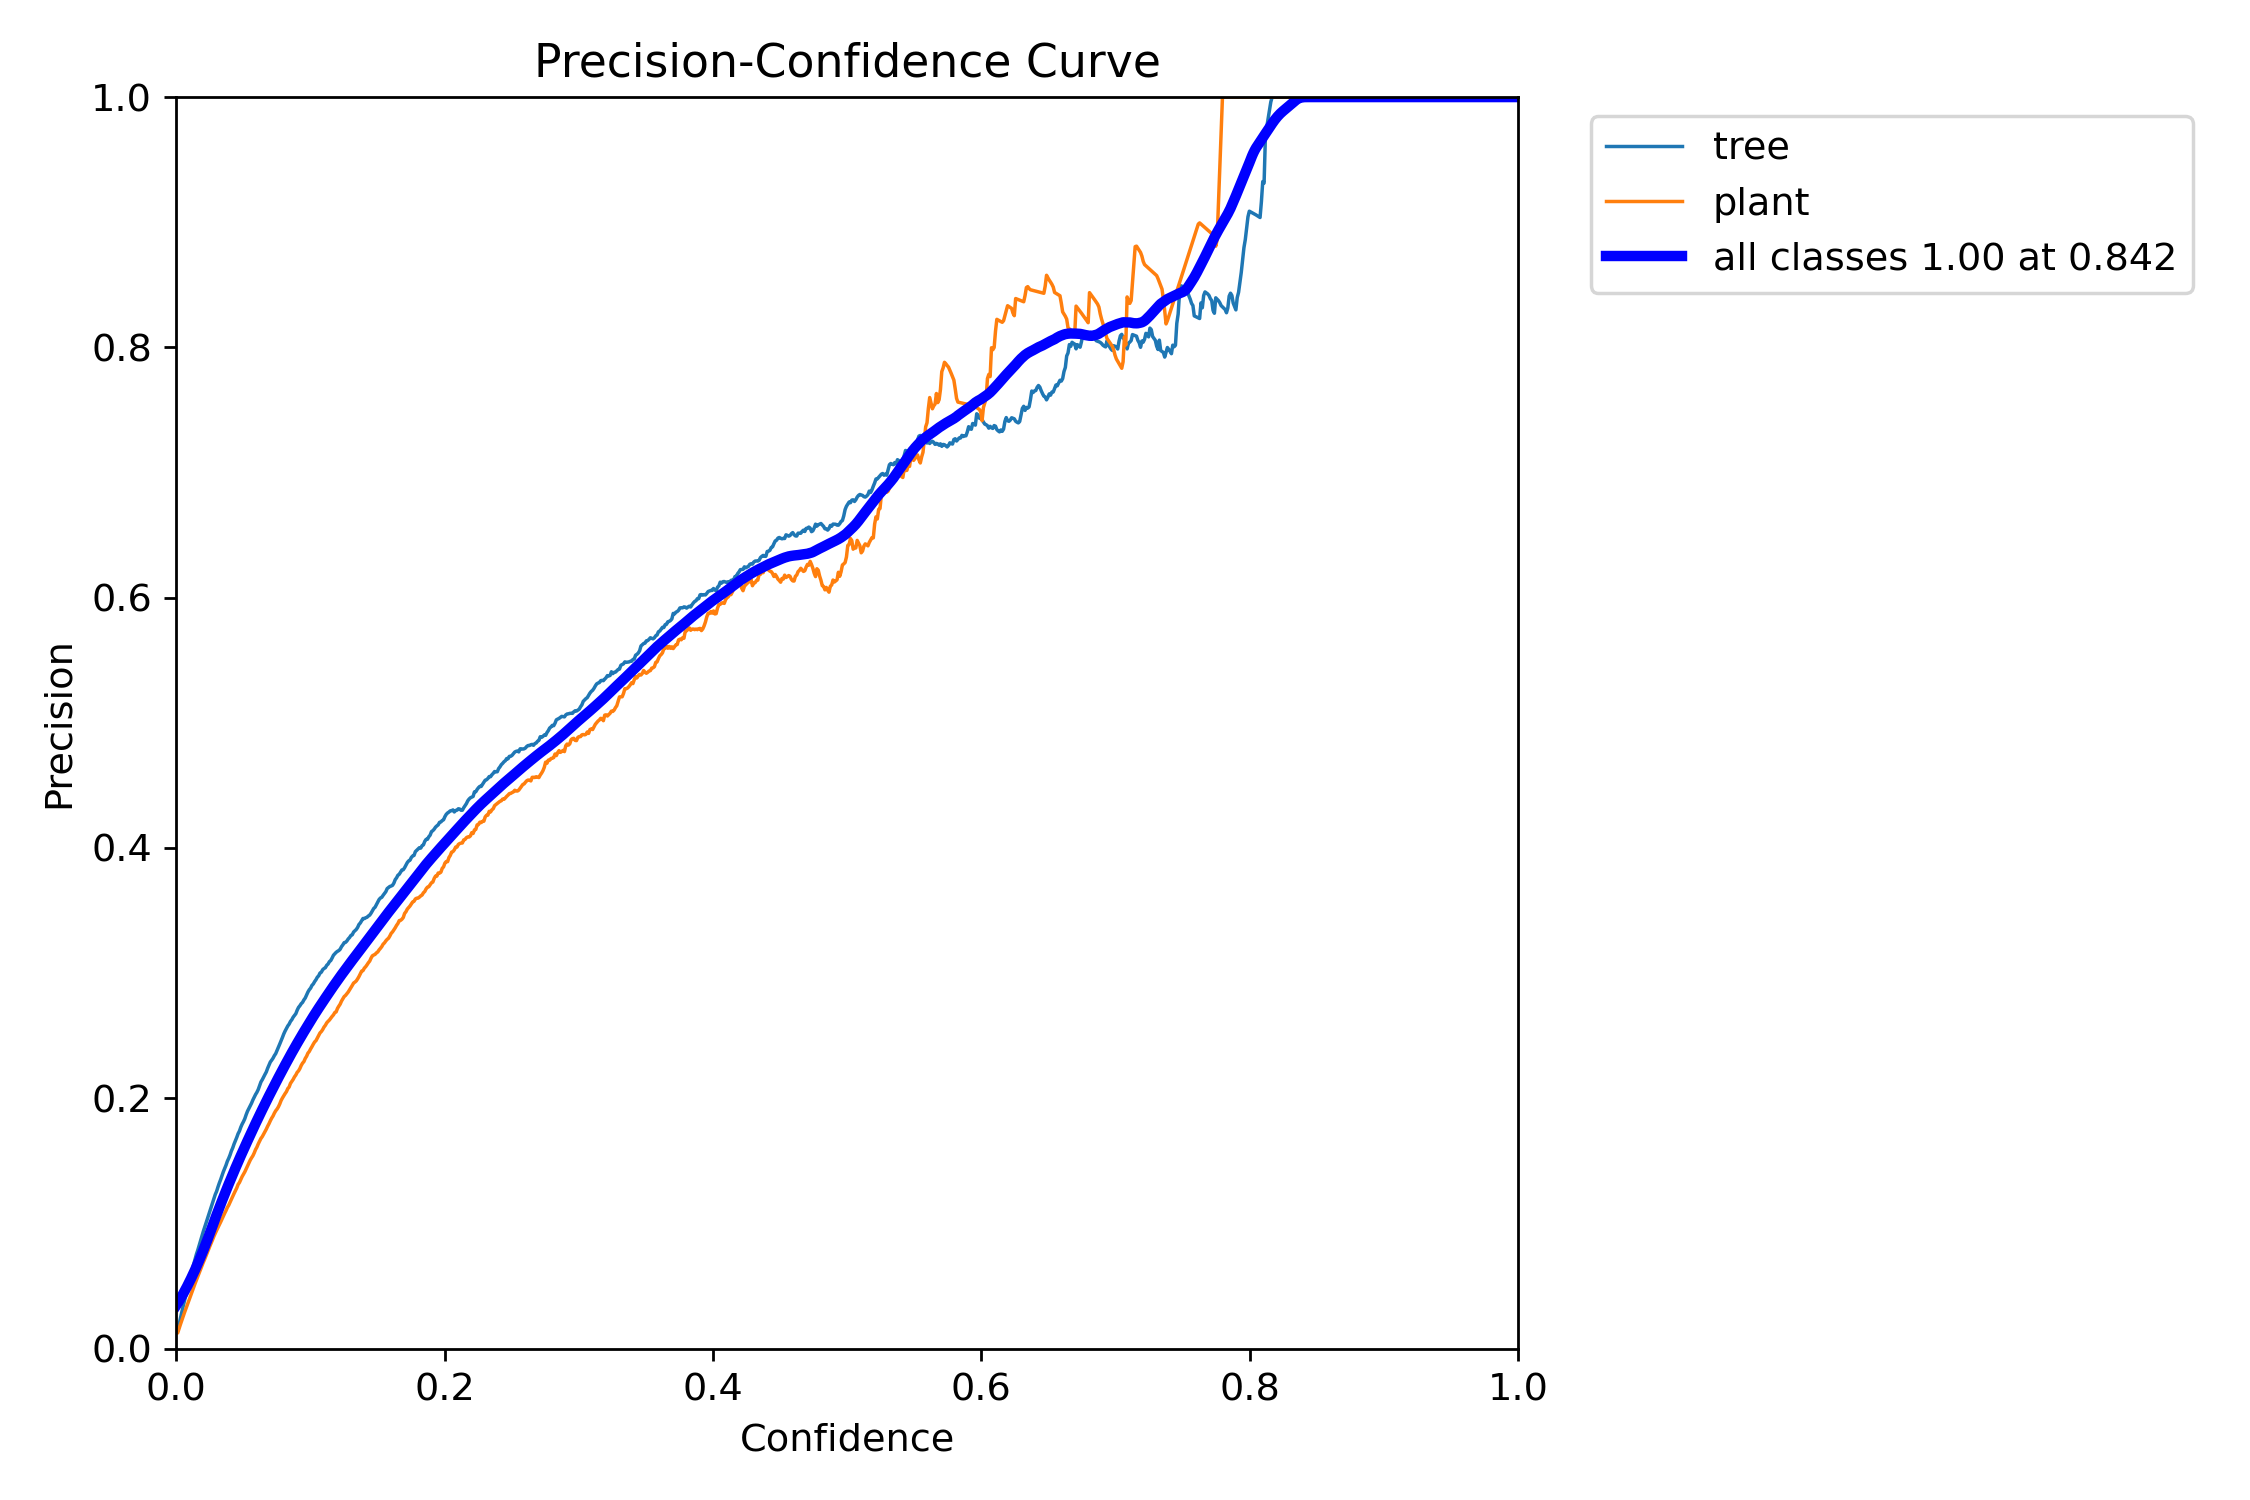 Precision-Confidence Curve
1.0
0.8
0.6
0.4
0.2
0.0
Precision
0.0 0.2 0.4 0.6 0.8 1.0
Confidence
tree
plant
all classes 1.00 at 0.842